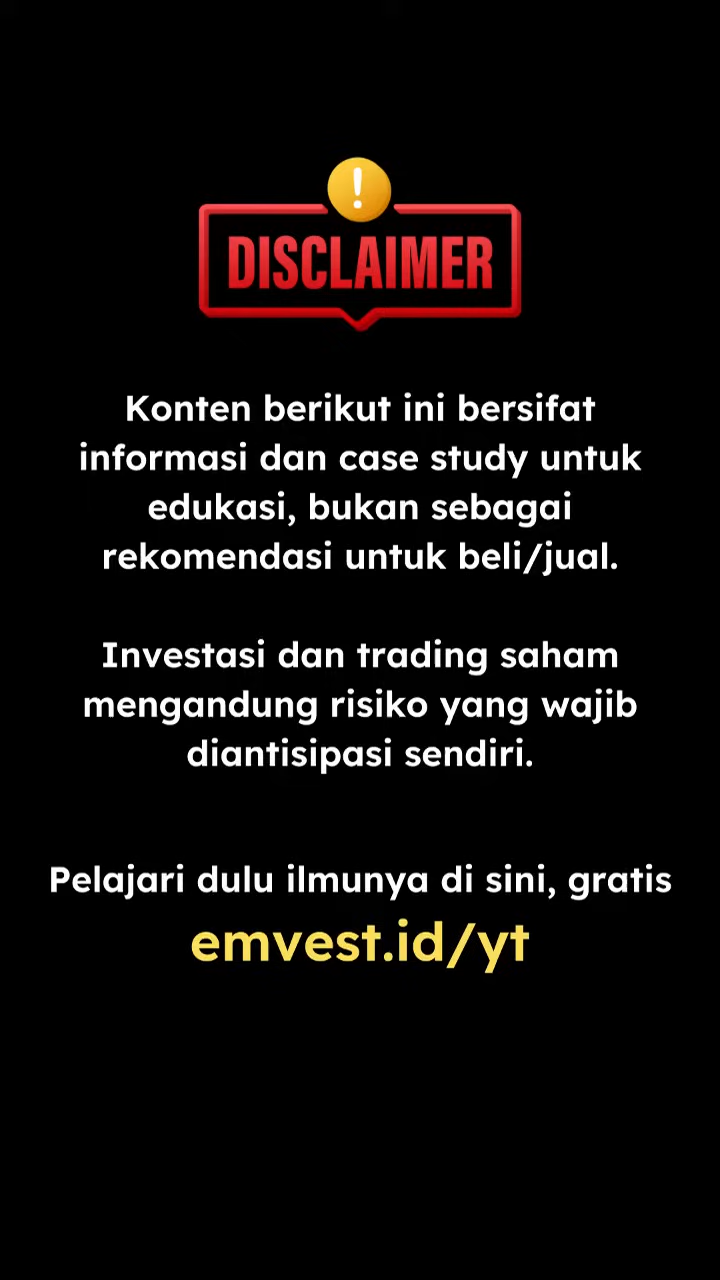 !
DISCLAIMER
Konten berikut ini bersifat
informasi dan case study untuk
edukasi, bukan sebagai
rekomendasi untuk beli/jual.
Investasi dan trading saham
mengandung risiko yang wajib
diantisipasi sendiri.
Pelajari dulu ilmunya di sini, gratis
emvest.id/yt